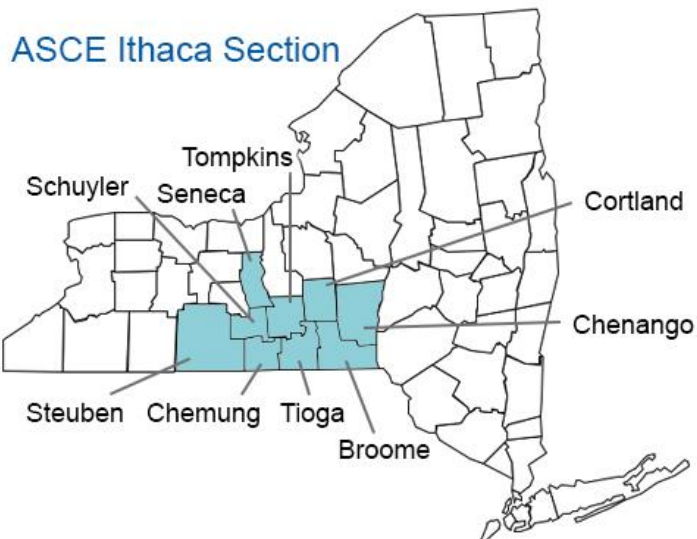 ASCE Ithaca Section
Tompkins
Schuyler
Seneca
Cortland
Chenango
Steuben
Chemung
Tioga
Broome